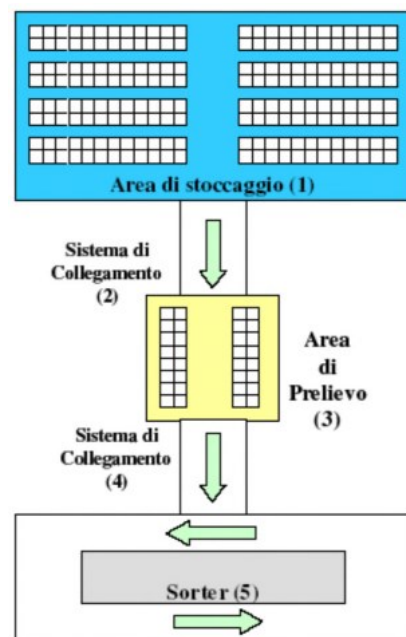 Area di stoccaggio (1)
Sistema di
Collegamento
(2)
Area
di
Prelievo
(3)
Sistema di
Collegamento
(4)
Sorter (5)